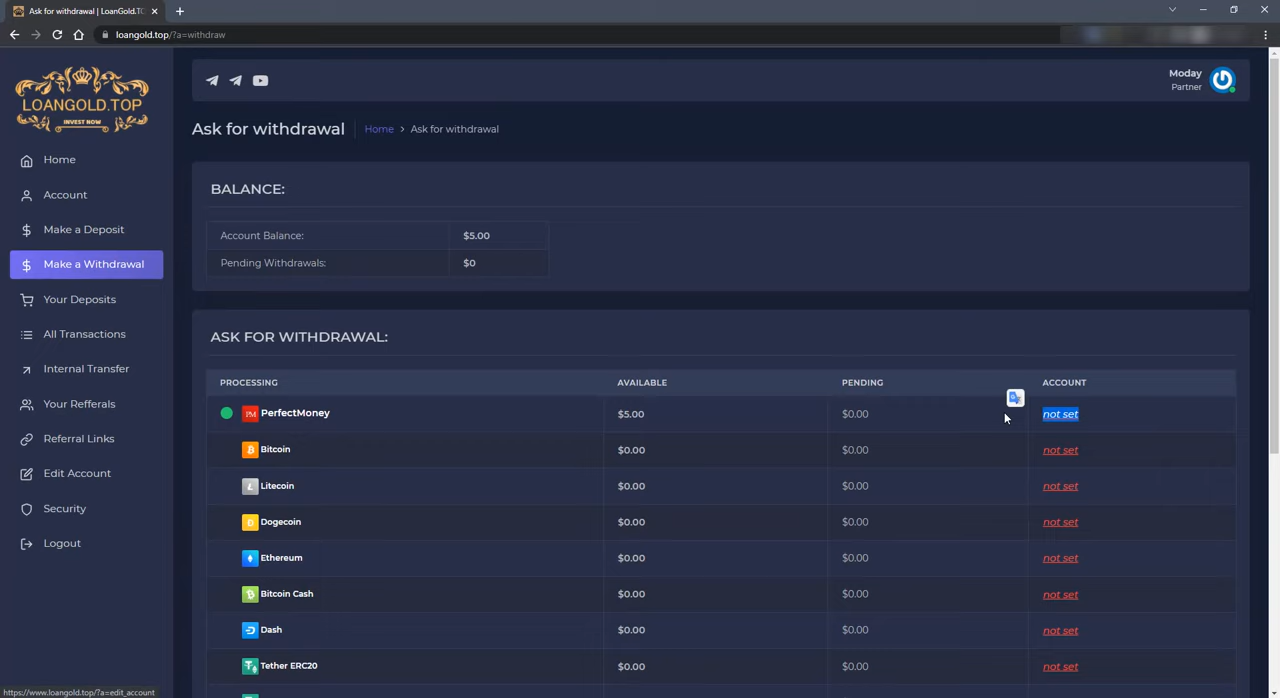 Ask for withdrawal | LoanGold.TO
loangold.top/?a=withdraw
LOANGOLD.TOP
INVEST NOW
Moday
Partner
Ask for withdrawal
Home > Ask for withdrawal
Home
Account
Make a Deposit
Make a Withdrawal
Your Deposits
All Transactions
Internal Transfer
Your Refferals
Referral Links
Edit Account
Security
Logout
BALANCE:
Account Balance: $5.00
Pending Withdrawals: $0
ASK FOR WITHDRAWAL:
PROCESSING AVAILABLE PENDING ACCOUNT
PM PerfectMoney $5.00 $0.00 not set
Bitcoin $0.00 $0.00 not set
Litecoin $0.00 $0.00 not set
Dogecoin $0.00 $0.00 not set
Ethereum $0.00 $0.00 not set
Bitcoin Cash $0.00 $0.00 not set
Dash $0.00 $0.00 not set
Tether ERC20 $0.00 $0.00 not set
https://www.loangold.top/?a=edit_account